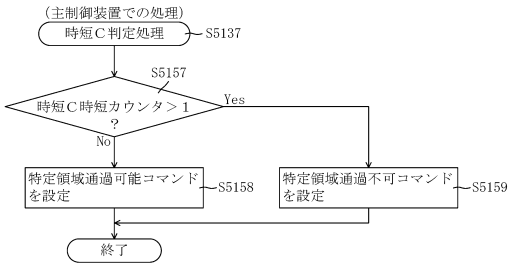 (主制御装置での処理)
時短C判定処理
S5137
S5157
時短C時短カウンタ>1
?
Yes
No
特定領域通過可能コマンド
を設定
S5158
特定領域通過不可コマンド
を設定
S5159
終了